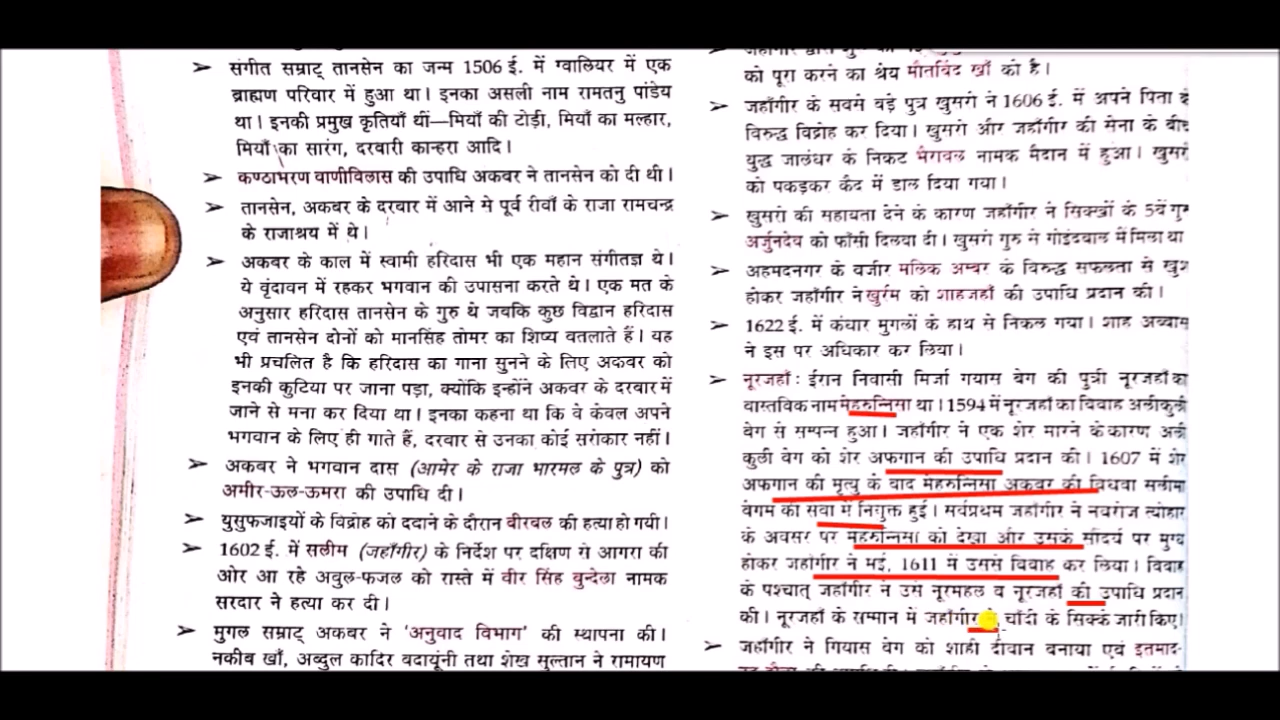 ➢ संगीत सम्राट् तानसेन का जन्म 1506 ई. में ग्वालियर में एक
ब्राह्मण परिवार में हुआ था। इनका असली नाम रामतनु पांडेय
था। इनकी प्रमुख कृतियाँ थीं—मियाँ की टोड़ी, मियाँ का मल्हार,
मियाँ का सारंग, दरबारी कान्हरा आदि।
➢ कण्ठाभरण वाणीविलास की उपाधि अकबर ने तानसेन को दी थी।
➢ तानसेन, अकबर के दरबार में आने से पूर्व रीवाँ के राजा रामचन्द्र
के राजाश्रय में थे।
➢ अकबर के काल में स्वामी हरिदास भी एक महान संगीतज्ञ थे।
ये वृंदावन में रहकर भगवान की उपासना करते थे। एक मत के
अनुसार हरिदास तानसेन के गुरु थे जबकि कुछ विद्वान हरिदास
एवं तानसेन दोनों को मानसिंह तोमर का शिष्य बतलाते हैं। यह
भी प्रचलित है कि हरिदास का गाना सुनने के लिए अकबर को
इनकी कुटिया पर जाना पड़ा, क्योंकि इन्होंने अकबर के दरबार में
जाने से मना कर दिया था। इनका कहना था कि वे केवल अपने
भगवान के लिए ही गाते हैं, दरबार से उनका कोई सरोकार नहीं।
➢ अकबर ने भगवान दास (आमेर के राजा भारमल के पुत्र) को
अमीर-ऊल-ऊमरा की उपाधि दी।
➢ युसुफजाइयों के विद्रोह को दबाने के दौरान बीरबल की हत्या हो गयी।
➢ 1602 ई. में सलीम (जहाँगीर) के निर्देश पर दक्षिण से आगरा की
ओर आ रहे अबुल-फजल को रास्ते में वीर सिंह बुन्देला नामक
सरदार ने हत्या कर दी।
➢ मुगल सम्राट् अकबर ने ‘अनुवाद विभाग’ की स्थापना की।
नकीब खाँ, अब्दुल कादिर बदायूंनी तथा शेख सुल्तान ने रामायण
को पूरा करने का श्रेय मौतबिंद खाँ को है।
➢ जहाँगीर के सबसे बड़े पुत्र खुसरो ने 1606 ई. में अपने पिता के
विरुद्ध विद्रोह कर दिया। खुसरो और जहाँगीर की सेना के बीच
युद्ध जालंधर के निकट भैरावल नामक मैदान में हुआ। खुसरो
को पकड़कर कैद में डाल दिया गया।
➢ खुसरो की सहायता देने के कारण जहाँगीर ने सिक्खों के 5वें
अर्जुनदेव को फाँसी दिलवा दी। खुसरो गुरु से गोइंदवाल में मिला था
➢ अहमदनगर के वजीर मलिक अम्बर के विरुद्ध सफलता से खुश
होकर जहाँगीर ने खुर्रम को शाहजहाँ की उपाधि प्रदान की।
➢ 1622 ई. में कंधार मुगलों के हाथ से निकल गया। शाह अब्बास
ने इस पर अधिकार कर लिया।
➢ नूरजहाँ : ईरान निवासी मिर्जा गयास बेग की पुत्री नूरजहाँ का
वास्तविक नाम मेहरुन्निसा था। 1594 में नूरजहाँ का विवाह अलीकुली
बेग से सम्पन्न हुआ। जहाँगीर ने एक शेर मारने के कारण अली
कुली बेग को शेर अफगान की उपाधि प्रदान की। 1607 में शेर
अफगान की मृत्यु के बाद मेहरुन्निसा अकबर की विधवा सलीमा
बेगम की सेवा में नियुक्त हुई। सर्वप्रथम जहाँगीर ने नवरोज त्योहार
के अवसर पर मेहरुन्निसा को देखा और उसके सौंदर्य पर मुग्ध
होकर जहाँगीर ने मई, 1611 में उससे विवाह कर लिया। विवाह
के पश्चात् जहाँगीर ने उसे नूरमहल व नूरजहाँ की उपाधि प्रदान
की। नूरजहाँ के सम्मान में जहाँगीर ने चाँदी के सिक्के जारी किए।
➢ जहाँगीर ने गियास बेग को शाही दीवान बनाया एवं इतमाद-